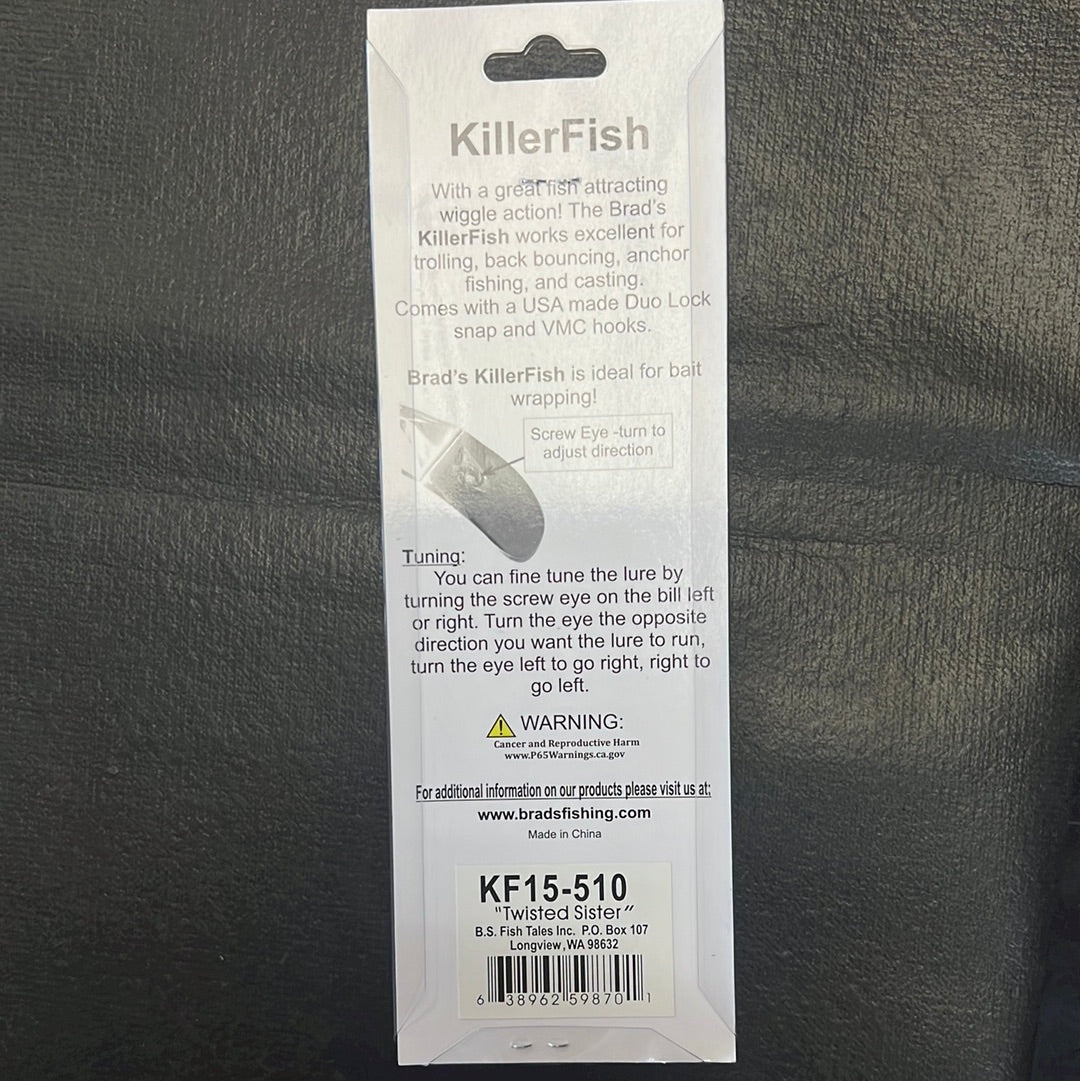 KillerFish
With a great fish attracting
wiggle action! The Brad's
KillerFish works excellent for
trolling, back bouncing, anchor
fishing, and casting.
Comes with a USA made Duo Lock
snap and VMC hooks.
Brad's KillerFish is ideal for bait
wrapping!
Screw Eye -turn to
adjust direction
Tuning:
You can fine tune the lure by
turning the screw eye on the bill left
or right. Turn the eye the opposite
direction you want the lure to run,
turn the eye left to go right, right to
go left.
WARNING:
Cancer and Reproductive Harm
www.P65Warnings.ca.gov
For additional information on our products please visit us at:
www.bradsfishing.com
Made in China
KF15-510
"Twisted Sister"
B.S. Fish Tales Inc. P.O. Box 107
Longview, WA 98632
6 38962 59870 1